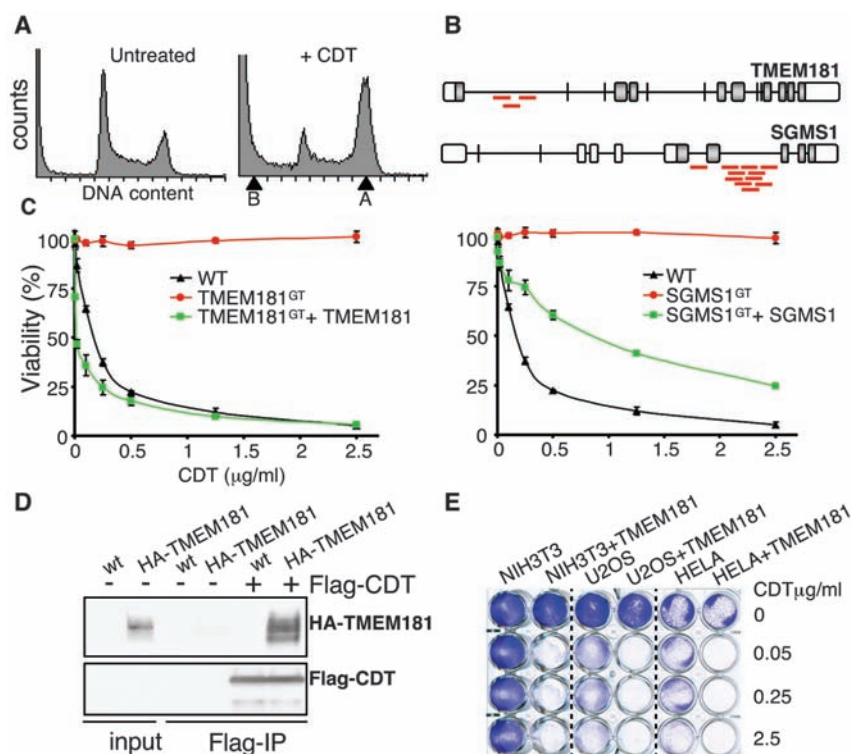 A
Untreated
+ CDT
counts
DNA content
B
A
B
TMEM181
SGMS1
C
Viability (%)
100
75
50
25
0
WT
TMEM181GT
TMEM181GT + TMEM181
0 0.5 1 1.5 2 2.5
CDT (μg/ml)
100
75
50
25
0
WT
SGMS1GT
SGMS1GT + SGMS1
0 0.5 1 1.5 2 2.5
D
wt
HA-TMEM181
wt
HA-TMEM181
wt
HA-TMEM181
- - - - + + Flag-CDT
HA-TMEM181
Flag-CDT
input
Flag-IP
E
NIH3T3
NIH3T3+TMEM181
U2OS
U2OS+TMEM181
HELA
HELA+TMEM181
CDTμg/ml
0
0.05
0.25
2.5